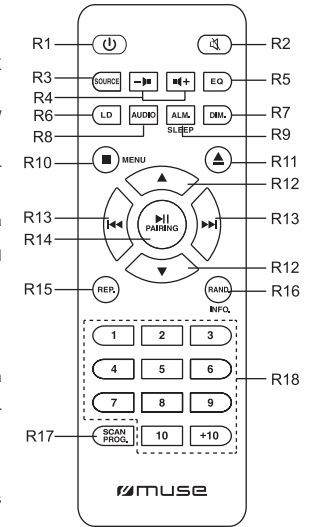 R1 R2
R3 SOURCE EQ R5
R4
R6 LD AUDIO ALM. DIM. R7
R8 SLEEP R9
R10 MENU R11
R12
R13 R13
R14 PAIRING
R12
R15 REP. RAND. R16
INFO.
1 2 3
4 5 6
R18
7 8 9
R17 SCAN PROG. 10 +10
muse